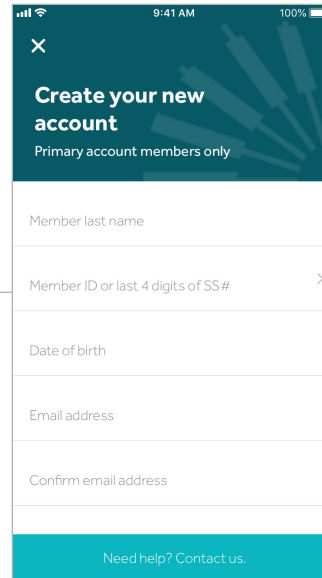 9:41 AM
100%
Create your new
account
Primary account members only
Member last name
Member ID or last 4 digits of SS#
Date of birth
Email address
Confirm email address
Need help? Contact us.